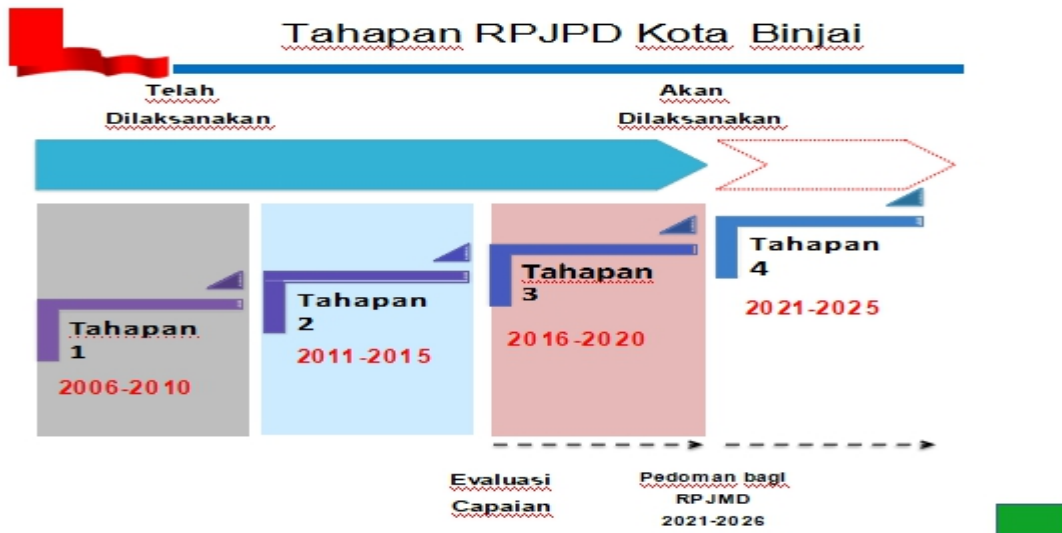 Tahapan RPJPD Kota Binjai
Telah
Dilaksanakan
Akan
Dilaksanakan
Tahapan
1
2006-2010
Tahapan
2
2011-2015
Tahapan
3
2016-2020
Tahapan
4
2021-2025
Evaluasi
Capaian
Pedoman bagi
RPJMD
2021-2026